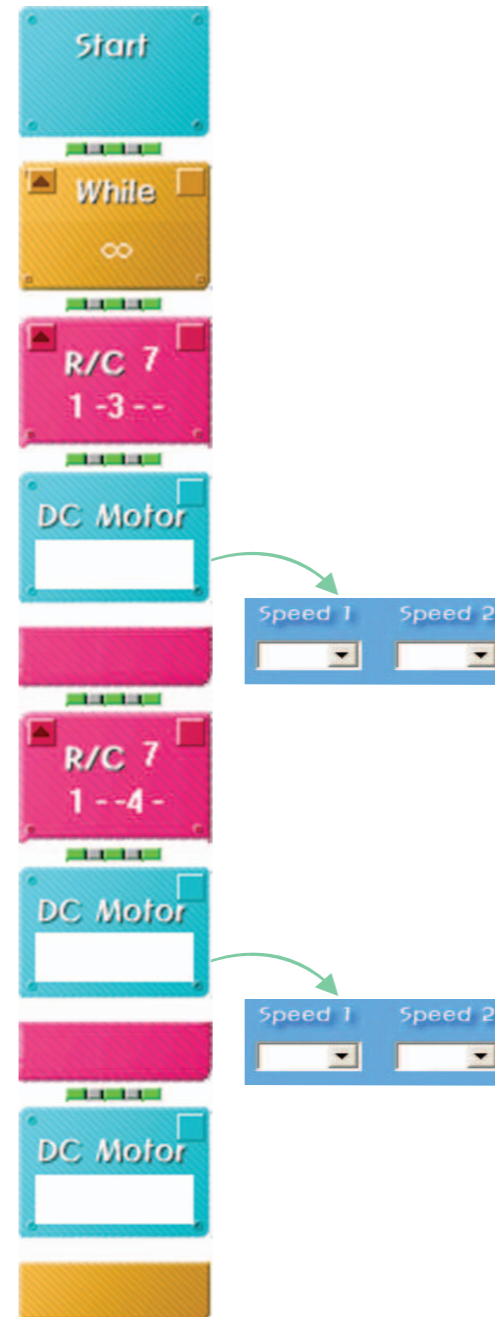 Start
While
∞
R/C 7
1 -3 - -
DC Motor
Speed 1 Speed 2
R/C 7
1 - -4 -
DC Motor
Speed 1 Speed 2
DC Motor